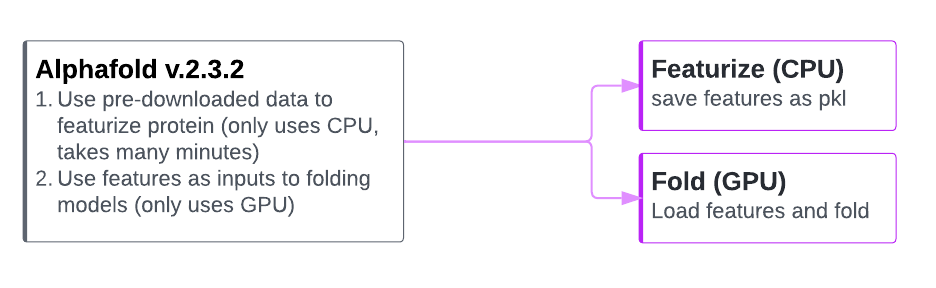 Alphafold v.2.3.2
1. Use pre-downloaded data to
featurize protein (only uses CPU,
takes many minutes)
2. Use features as inputs to folding
models (only uses GPU)
Featurize (CPU)
save features as pkl
Fold (GPU)
Load features and fold